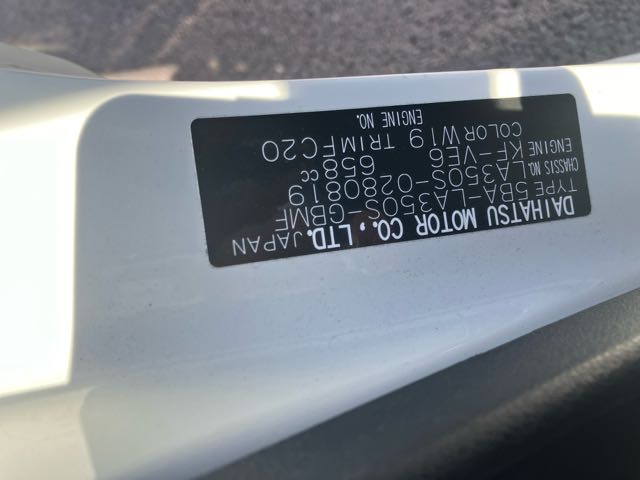 DAIHATSU MOTOR CO., LTD. JAPAN
TYPE 5BA-LA350S-GBMF
CHASSIS NO. LA350S-0280819
ENGINE KF-VE6 658cc
COLOR W19 TRIM FC20
ENGINE NO.